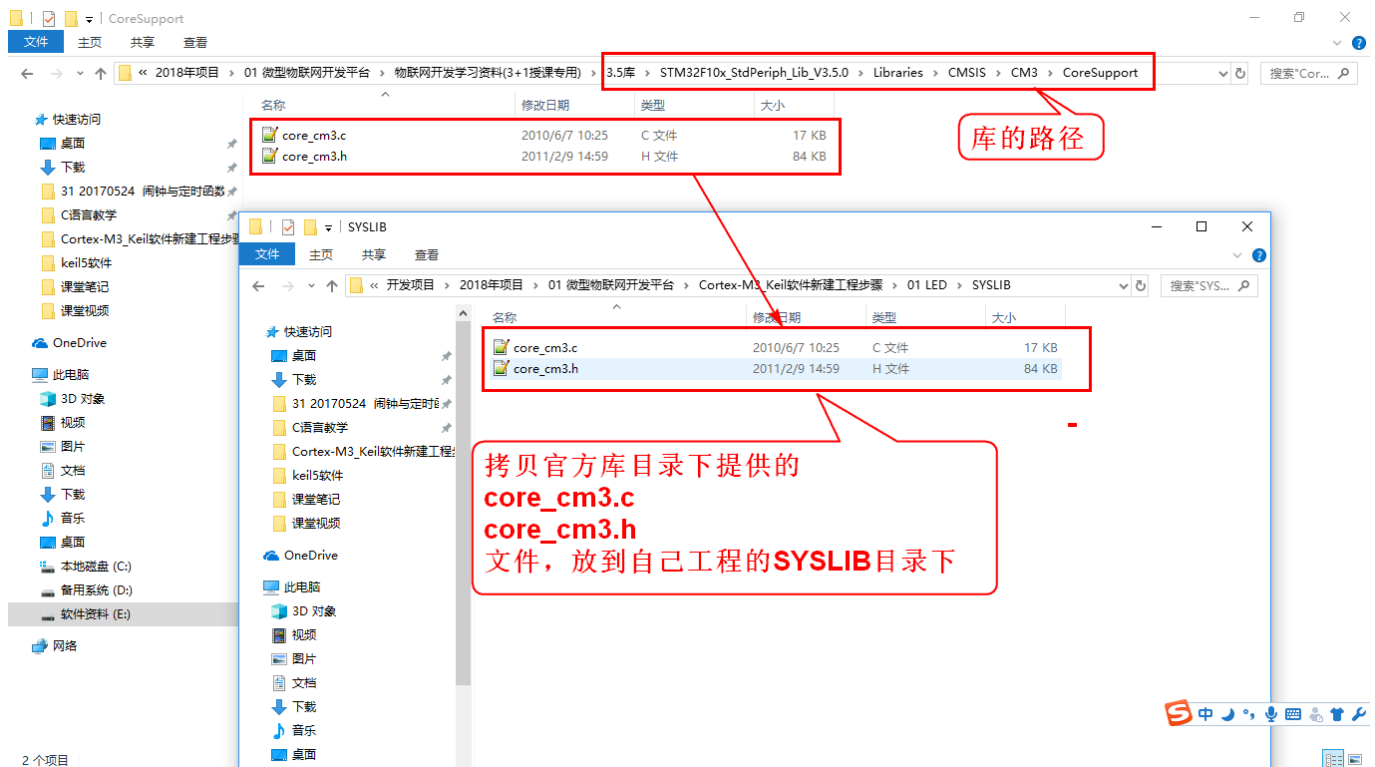 CoreSupport
文件 主页 共享 查看
« 2018年项目 › 01 微型物联网开发平台 › 物联网开发学习资料(3+1授课专用) › 3.5库 › STM32F10x_StdPeriph_Lib_V3.5.0 › Libraries › CMSIS › CM3 › CoreSupport
搜索"Cor...
名称 修改日期 类型 大小
core_cm3.c 2010/6/7 10:25 C 文件 17 KB
core_cm3.h 2011/2/9 14:59 H 文件 84 KB
库的路径
快速访问
桌面
下载
31 20170524 闹钟与定时函数
C语言教学
Cortex-M3_Keil软件新建工程步骤
keil5软件
课堂笔记
课堂视频
OneDrive
此电脑
3D 对象
视频
图片
文档
下载
音乐
桌面
本地磁盘 (C:)
备用系统 (D:)
软件资料 (E:)
网络
2 个项目
SYSLIB
文件 主页 共享 查看
« 开发项目 › 2018年项目 › 01 微型物联网开发平台 › Cortex-M3_Keil软件新建工程步骤 › 01 LED › SYSLIB
搜索"SYS...
名称 修改日期 类型 大小
core_cm3.c 2010/6/7 10:25 C 文件 17 KB
core_cm3.h 2011/2/9 14:59 H 文件 84 KB
快速访问
桌面
下载
31 20170524 闹钟与定时
C语言教学
Cortex-M3_Keil软件新建工程
keil5软件
课堂笔记
课堂视频
OneDrive
此电脑
3D 对象
视频
图片
文档
下载
音乐
桌面
拷贝官方库目录下提供的
core_cm3.c
core_cm3.h
文件，放到自己工程的SYSLIB目录下
S 中